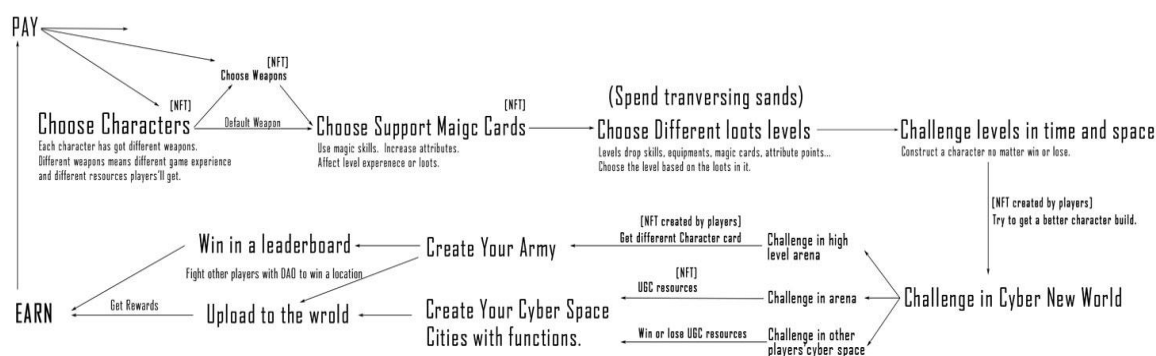 PAY
[NFT]
Choose Weapons
[NFT]
Choose Characters
Each character has got different weapons.
Different weapons means different game experience
and different resources players'll get.
Default Weapon
[NFT]
Choose Support Maigc Cards
Use magic skills. Increase attributes.
Affect level experenece or loots.
(Spend tranversing sands)
Choose Different loots levels
Levels drop skills, equipments, magic cards, attribute points...
Choose the level based on the loots in it.
Challenge levels in time and space
Construct a character no matter win or lose.
[NFT created by players]
Try to get a better character build.
Challenge in Cyber New World
Challenge in high
level arena
Challenge in arena
Challenge in other
players'cyber space
[NFT created by players]
Get differernt Character card
[NFT]
UGC resources
Win or lose UGC resources
Create Your Army
Create Your Cyber Space
Cities with functions.
Win in a leaderboard
Fight other players with DAO to win a location
Upload to the wrold
Get Rewards
EARN